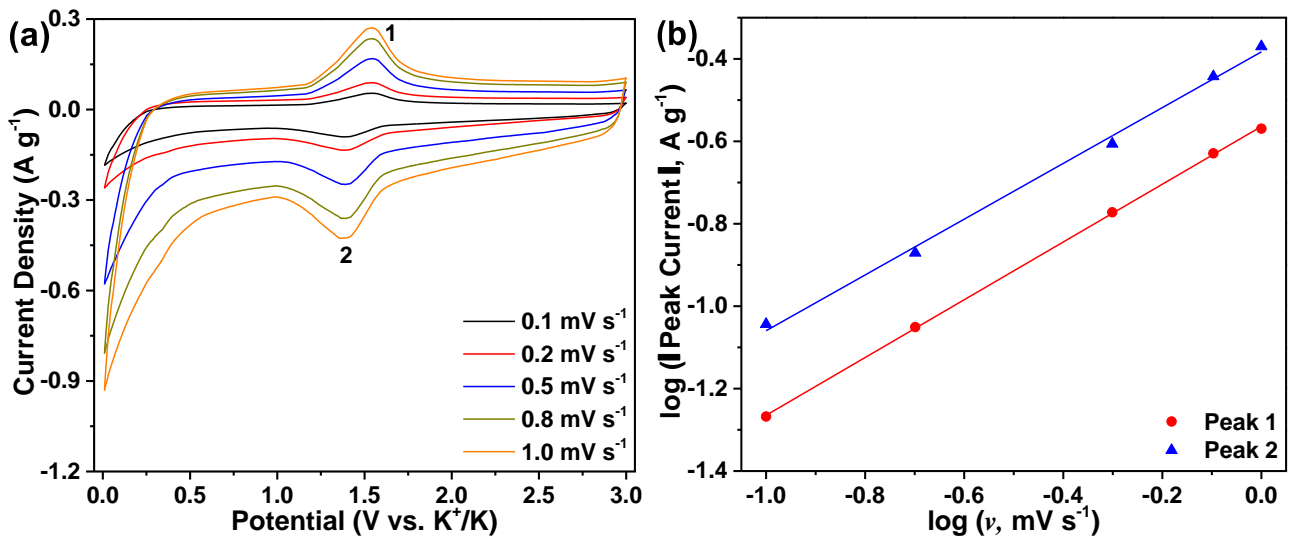 (a)
Current Density (A g⁻¹)
0.3
0.0
-0.3
-0.6
-0.9
-1.2
1
2
0.1 mV s⁻¹
0.2 mV s⁻¹
0.5 mV s⁻¹
0.8 mV s⁻¹
1.0 mV s⁻¹
0.0 0.5 1.0 1.5 2.0 2.5 3.0
Potential (V vs. K⁺/K)
(b)
log (‖Peak Current‖, A g⁻¹)
-0.4
-0.6
-0.8
-1.0
-1.2
-1.4
Peak 1
Peak 2
-1.0 -0.8 -0.6 -0.4 -0.2 0.0
log (v, mV s⁻¹)